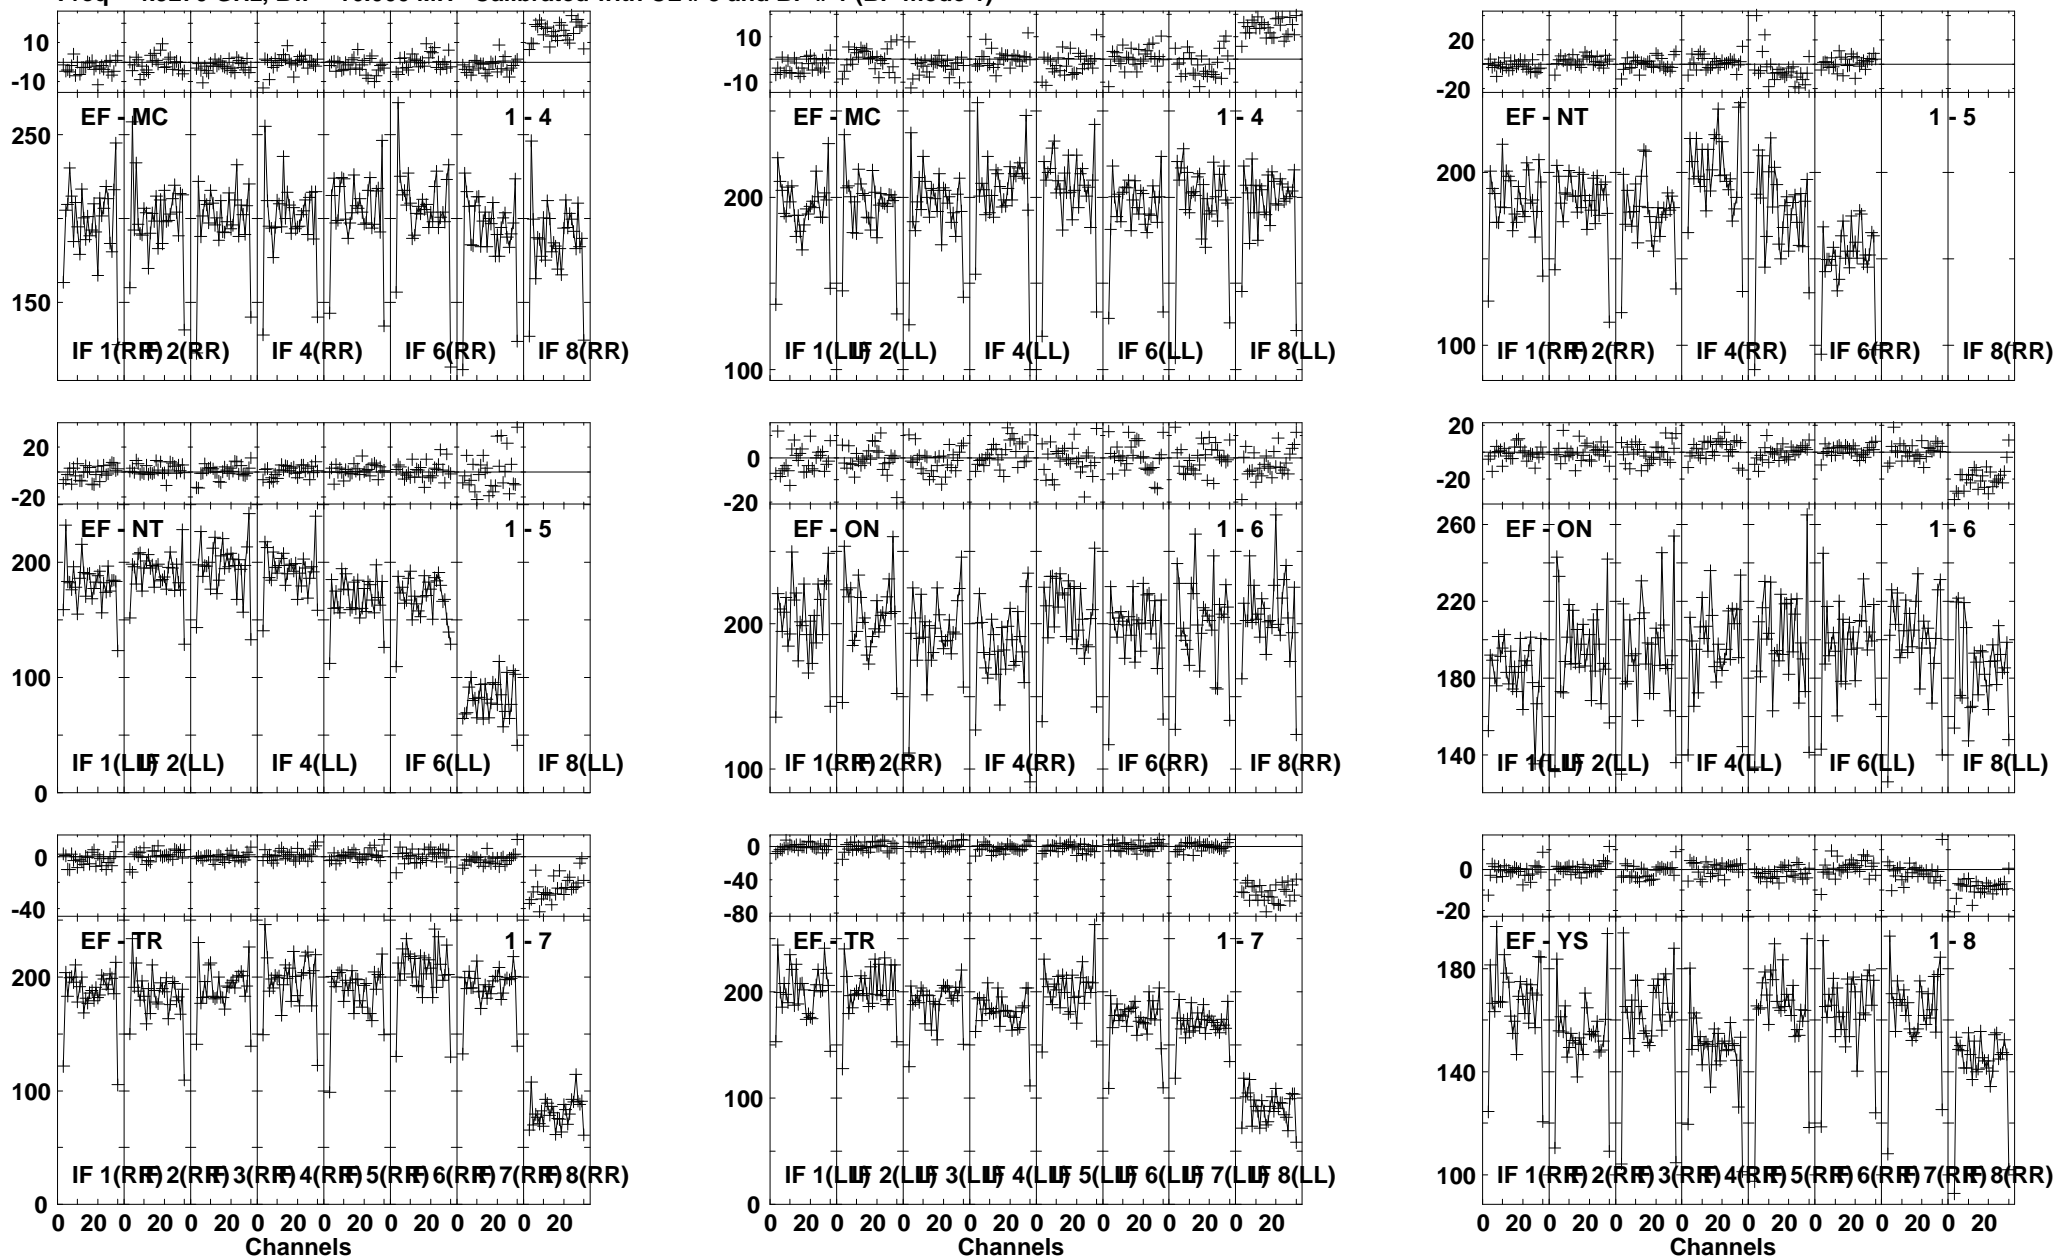 10
-10
EF - MC 1 - 4
250
150
IF 1(RR) IF 2(RR) IF 4(RR) IF 6(RR) IF 8(RR)
10
-10
EF - MC 1 - 4
200
100
IF 1(LL) IF 2(LL) IF 4(LL) IF 6(LL) IF 8(LL)
20
-20
EF - NT 1 - 5
200
100
IF 1(RR) IF 2(RR) IF 4(RR) IF 6(RR) IF 8(RR)
20
-20
EF - NT 1 - 5
200
100
0
IF 1(LL) IF 2(LL) IF 4(LL) IF 6(LL) IF 8(LL)
0
-20
EF - ON 1 - 6
200
100
IF 1(RR) IF 2(RR) IF 4(RR) IF 6(RR) IF 8(RR)
20
-20
EF - ON 1 - 6
260
220
180
140
IF 1(LL) IF 2(LL) IF 4(LL) IF 6(LL) IF 8(LL)
0
-40
EF - TR 1 - 7
200
100
0
IF 1(RR) IF 2(RR) IF 3(RR) IF 4(RR) IF 5(RR) IF 6(RR) IF 7(RR) IF 8(RR)
0 20 0 20 0 20 0 20 0 20 0 20 0 20 0 20
Channels
0
-40
-80
EF - TR 1 - 7
200
100
0
IF 1(LL) IF 2(LL) IF 3(LL) IF 4(LL) IF 5(LL) IF 6(LL) IF 7(LL) IF 8(LL)
0 20 0 20 0 20 0 20 0 20 0 20 0 20 0 20
Channels
0
-20
EF - YS 1 - 8
180
140
100
IF 1(RR) IF 2(RR) IF 3(RR) IF 4(RR) IF 5(RR) IF 6(RR) IF 7(RR) IF 8(RR)
0 20 0 20 0 20 0 20 0 20 0 20 0 20 0 20
Channels